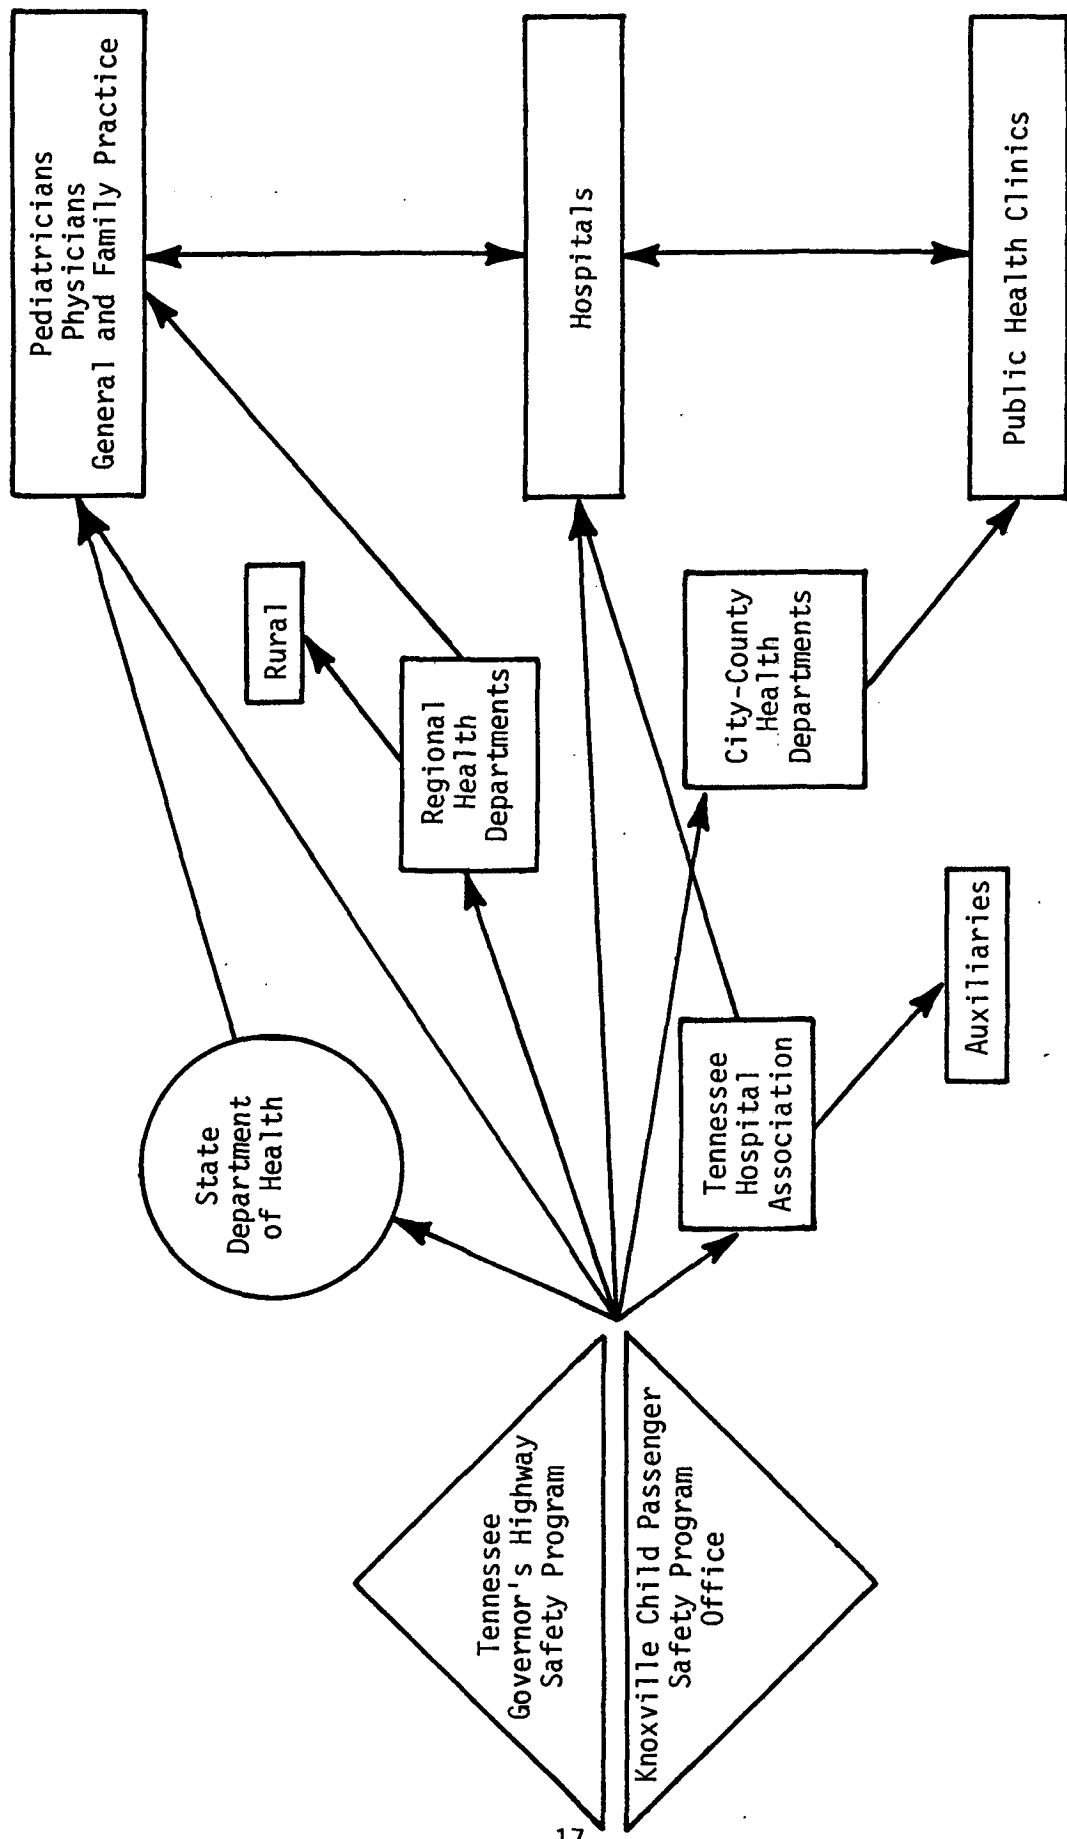 Tennessee
Governor's Highway
Safety Program
Knoxville Child Passenger
Safety Program
Office
State
Department
of Health
Tennessee
Hospital
Association
Auxiliaries
Regional
Health
Departments
Rural
City-County
Health
Departments
Pediatricians
Physicians
General and Family Practice
Hospitals
Public Health Clinics
17